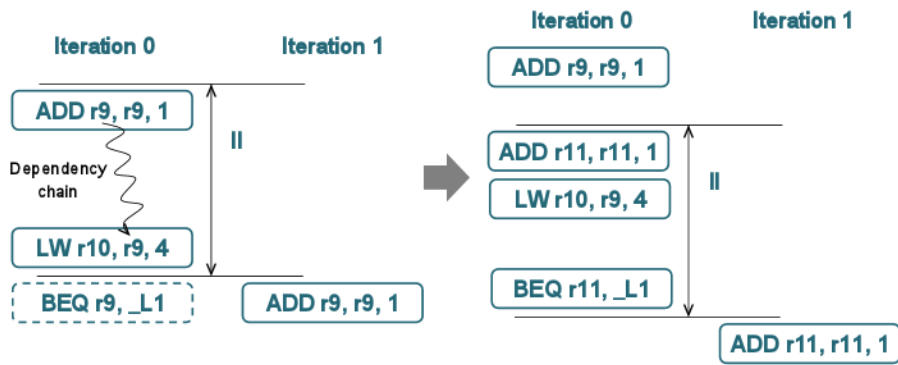 Iteration 0
Iteration 1
ADD r9, r9, 1
II
Dependency
chain
LW r10, r9, 4
BEQ r9, _L1
ADD r9, r9, 1
Iteration 0
Iteration 1
ADD r9, r9, 1
ADD r11, r11, 1
II
LW r10, r9, 4
BEQ r11, _L1
ADD r11, r11, 1